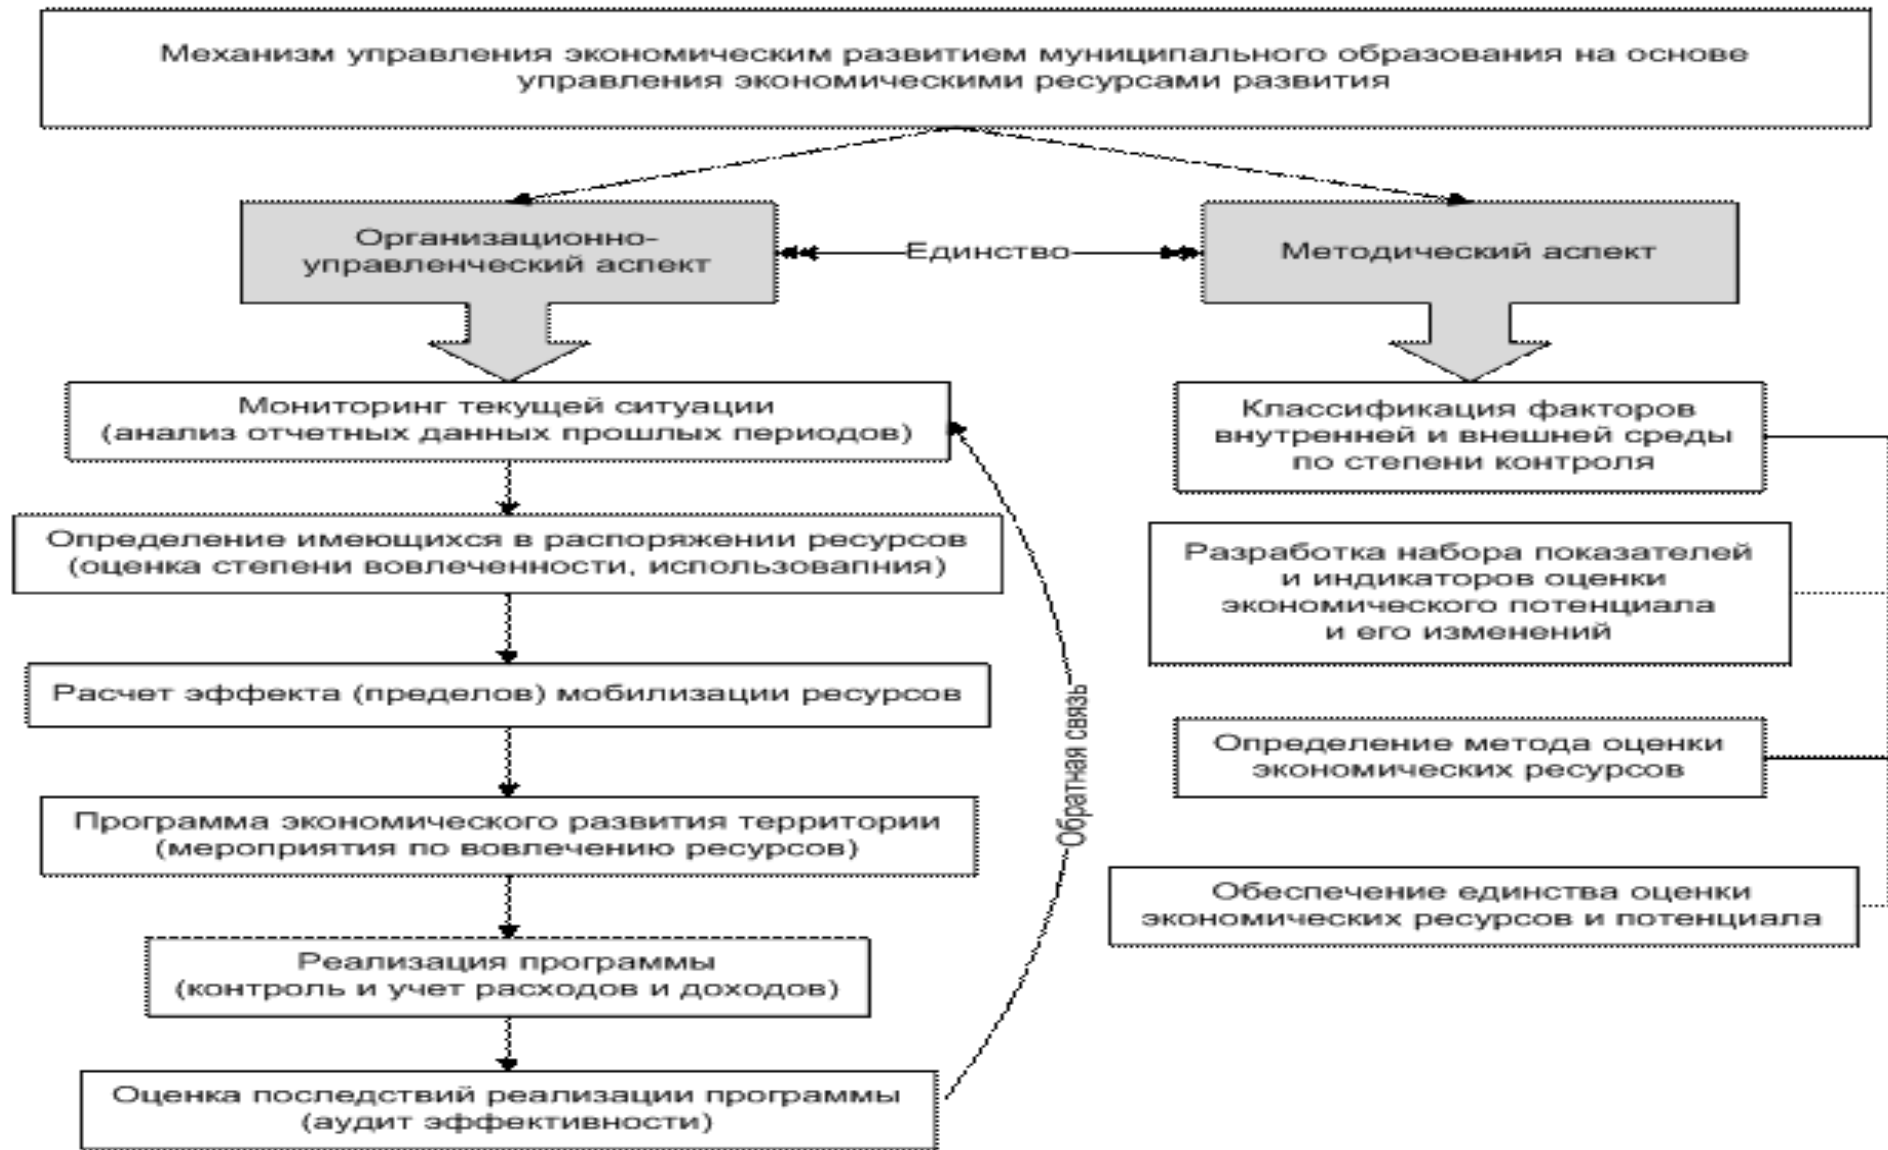 Механизм управления экономическим развитием муниципального образования на основе
управления экономическими ресурсами развития
Организационно-
управленческий аспект
Единство
Методический аспект
Мониторинг текущей ситуации
(анализ отчетных данных прошлых периодов)
Определение имеющихся в распоряжении ресурсов
(оценка степени вовлеченности, использовапния)
Расчет эффекта (пределов) мобилизации ресурсов
Программа экономического развития территории
(мероприятия по вовлечению ресурсов)
Реализация программы
(контроль и учет расходов и доходов)
Оценка последствий реализации программы
(аудит эффективности)
Обратная связь
Классификация факторов
внутренней и внешней среды
по степени контроля
Разработка набора показателей
и индикаторов оценки
экономического потенциала
и его изменений
Определение метода оценки
экономических ресурсов
Обеспечение единства оценки
экономических ресурсов и потенциала